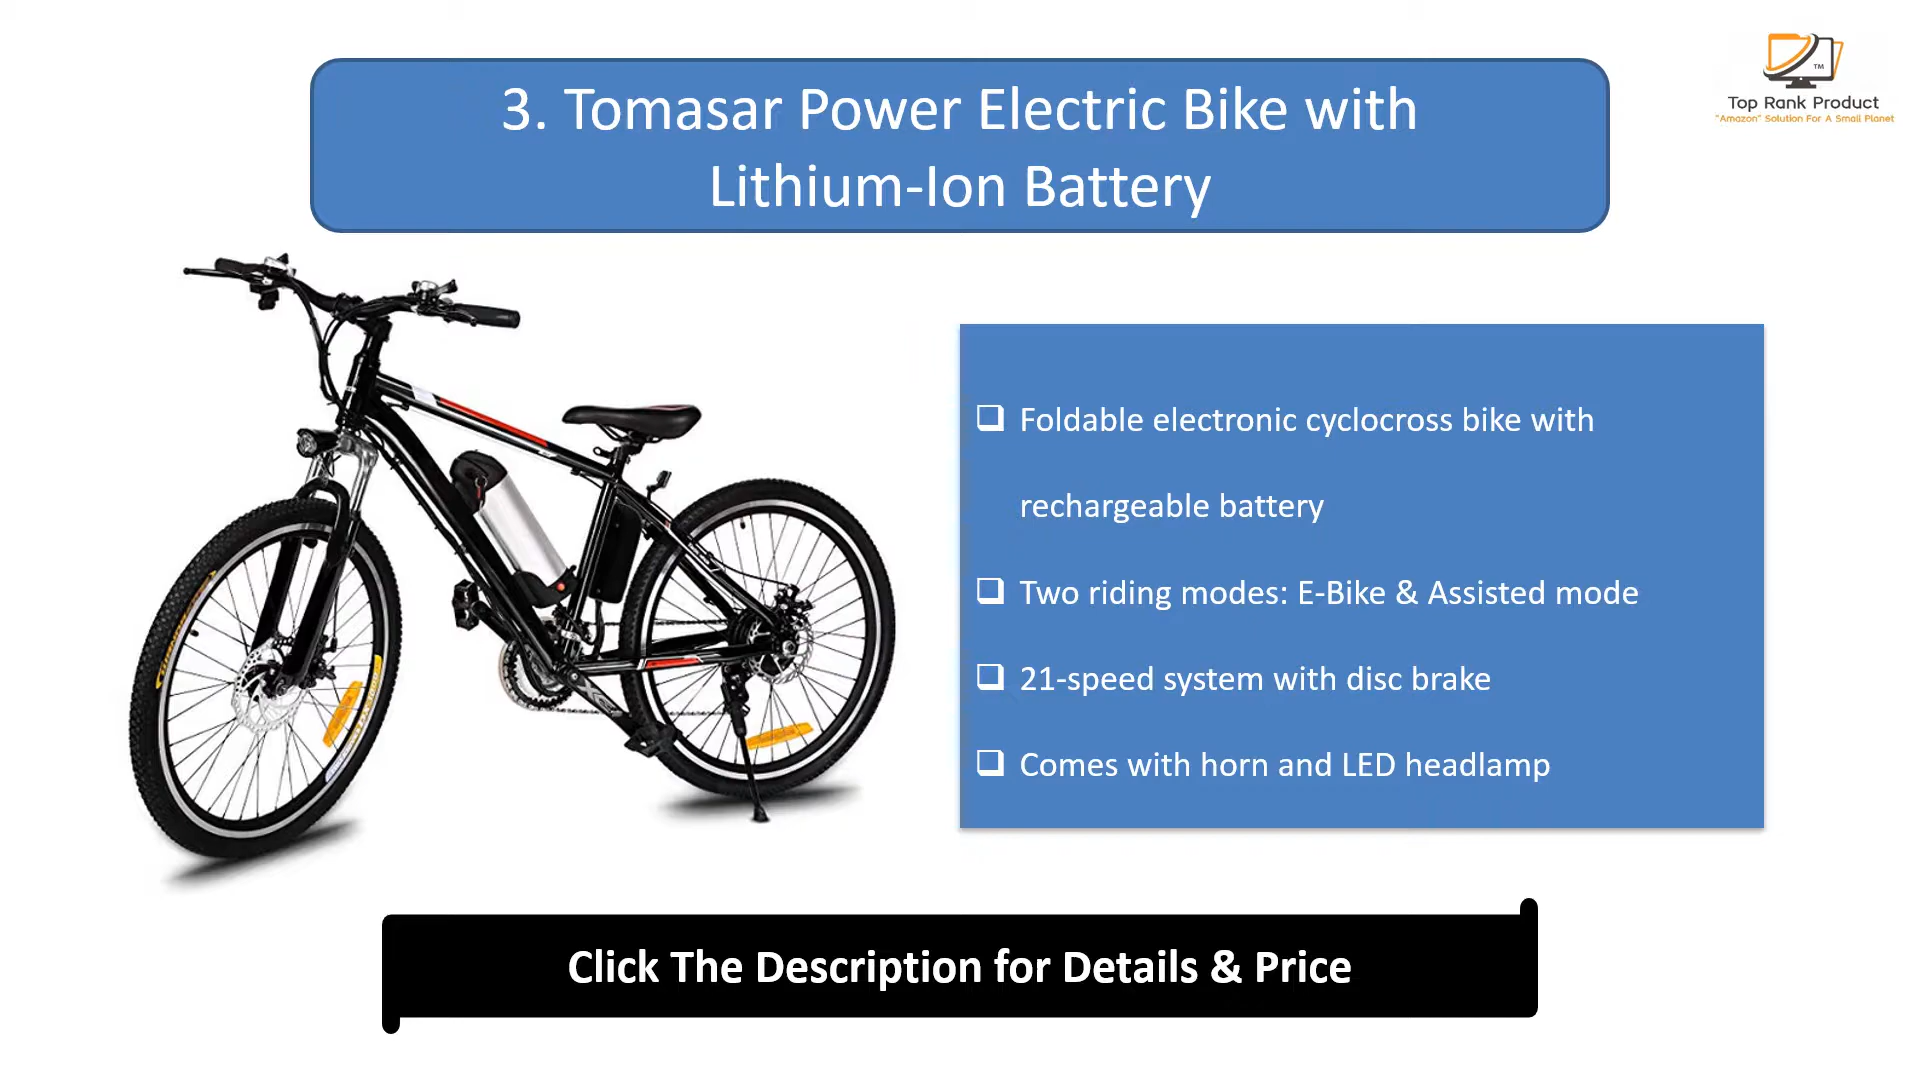 3. Tomasar Power Electric Bike with
Lithium-Ion Battery
TM
Top Rank Product
"Amazon" Solution For A Small Planet
Foldable electronic cyclocross bike with
rechargeable battery
Two riding modes: E-Bike & Assisted mode
21-speed system with disc brake
Comes with horn and LED headlamp
Click The Description for Details & Price